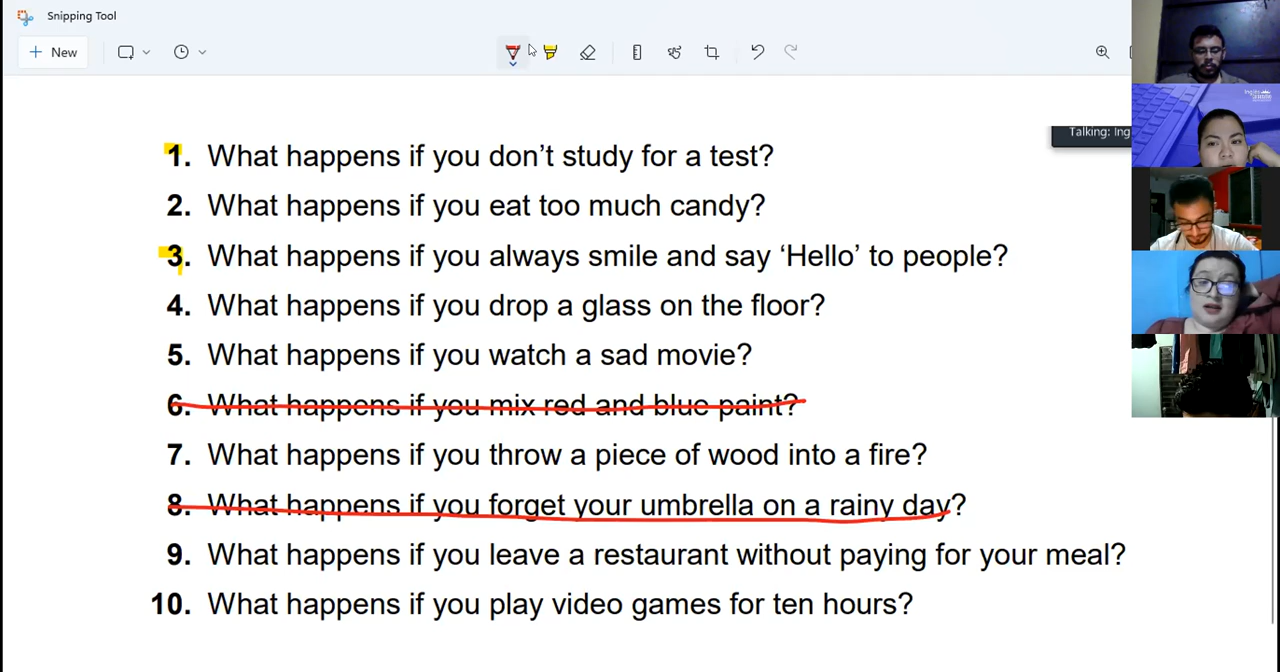 Snipping Tool
New
Talking: Ing
1. What happens if you don’t study for a test?
2. What happens if you eat too much candy?
3. What happens if you always smile and say ‘Hello’ to people?
4. What happens if you drop a glass on the floor?
5. What happens if you watch a sad movie?
6. What happens if you mix red and blue paint?
7. What happens if you throw a piece of wood into a fire?
8. What happens if you forget your umbrella on a rainy day?
9. What happens if you leave a restaurant without paying for your meal?
10. What happens if you play video games for ten hours?